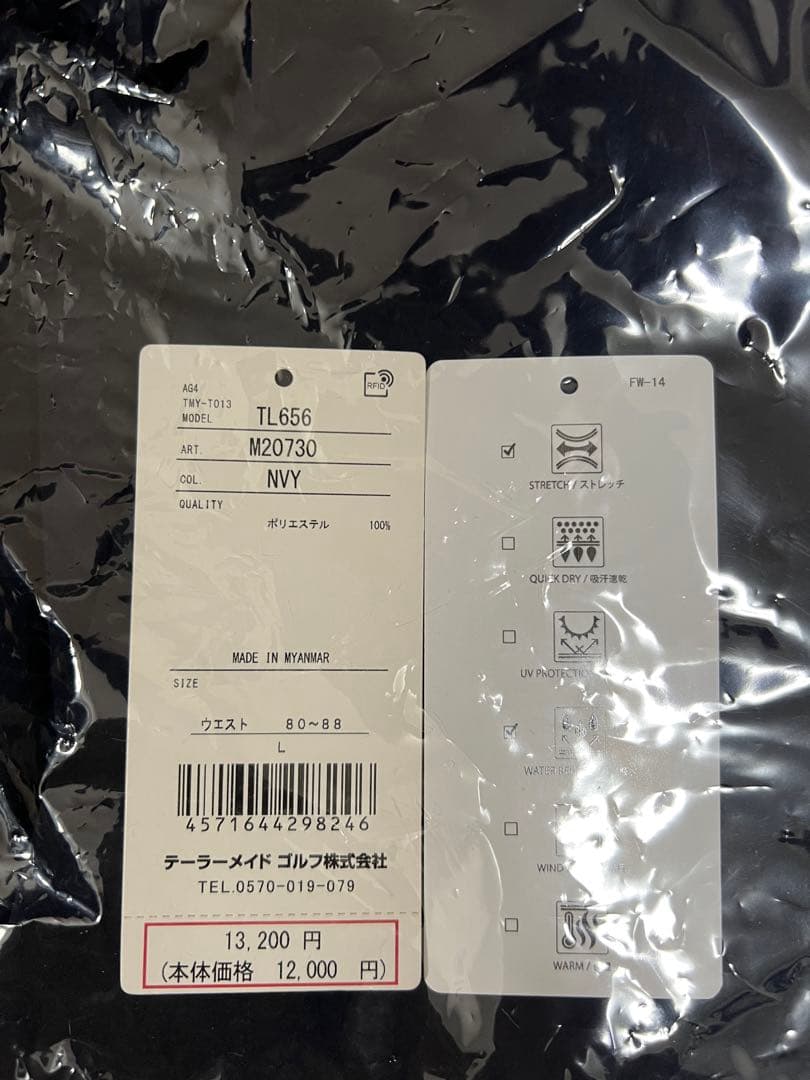 AG4
TMY-T013
MODEL TL656
RFID
ART. M20730
COL. NVY
QUALITY
ポリエステル 100%
MADE IN MYANMAR
SIZE
ウエスト 80~88
L
4571644298246
テーラーメイド ゴルフ株式会社
TEL.0570-019-079
13,200 円
(本体価格 12,000 円)
FW-14
STRETCH / ストレッチ
QUICK DRY / 吸汗速乾
UV PROTECTION
WATER
WIND
WARM /